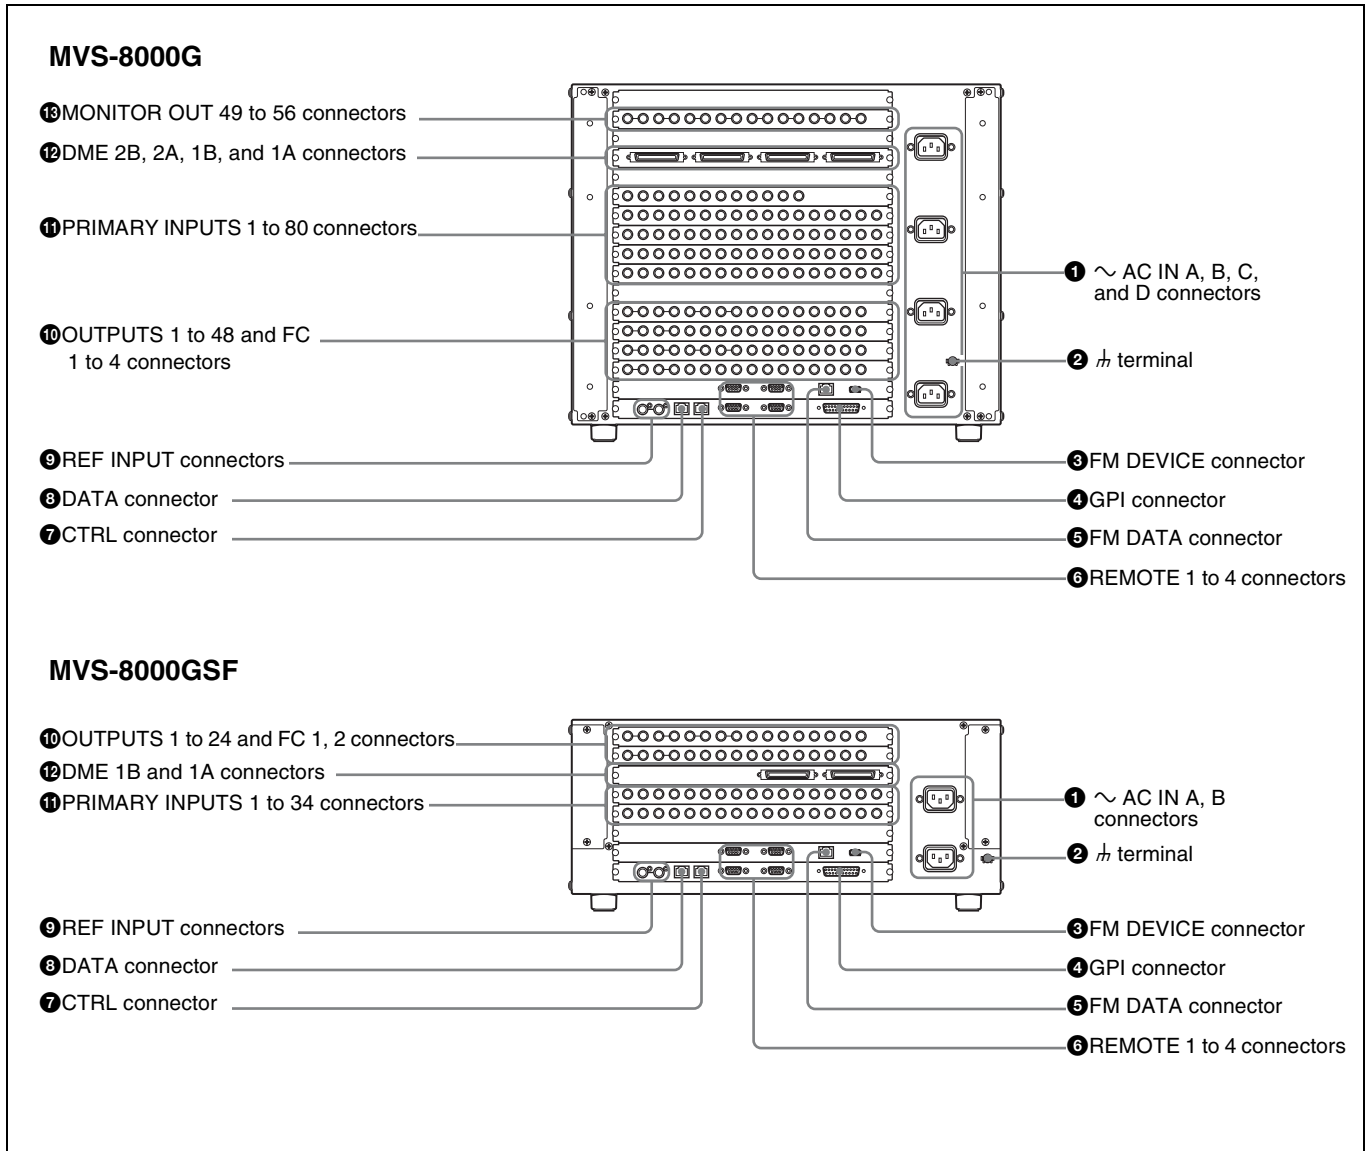 MVS-8000G
⓭MONITOR OUT 49 to 56 connectors
⓬DME 2B, 2A, 1B, and 1A connectors
⓫PRIMARY INPUTS 1 to 80 connectors
❶ ~ AC IN A, B, C,
and D connectors
❿OUTPUTS 1 to 48 and FC
1 to 4 connectors
❷ terminal
❾REF INPUT connectors
❸FM DEVICE connector
❽DATA connector
❹GPI connector
❼CTRL connector
❺FM DATA connector
❻REMOTE 1 to 4 connectors
MVS-8000GSF
❿OUTPUTS 1 to 24 and FC 1, 2 connectors
⓬DME 1B and 1A connectors
⓫PRIMARY INPUTS 1 to 34 connectors
❶ ~ AC IN A, B
connectors
❷ terminal
❾REF INPUT connectors
❸FM DEVICE connector
❽DATA connector
❹GPI connector
❼CTRL connector
❺FM DATA connector
❻REMOTE 1 to 4 connectors